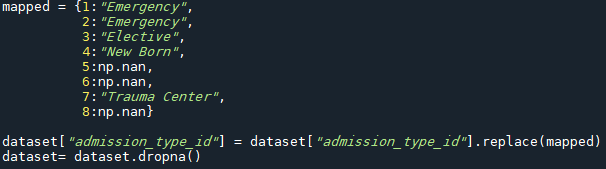 mapped = {1:"Emergency",
2:"Emergency",
3:"Elective",
4:"New Born",
5:np.nan,
6:np.nan,
7:"Trauma Center",
8:np.nan}
dataset["admission_type_id"] = dataset["admission_type_id"].replace(mapped)
dataset= dataset.dropna()